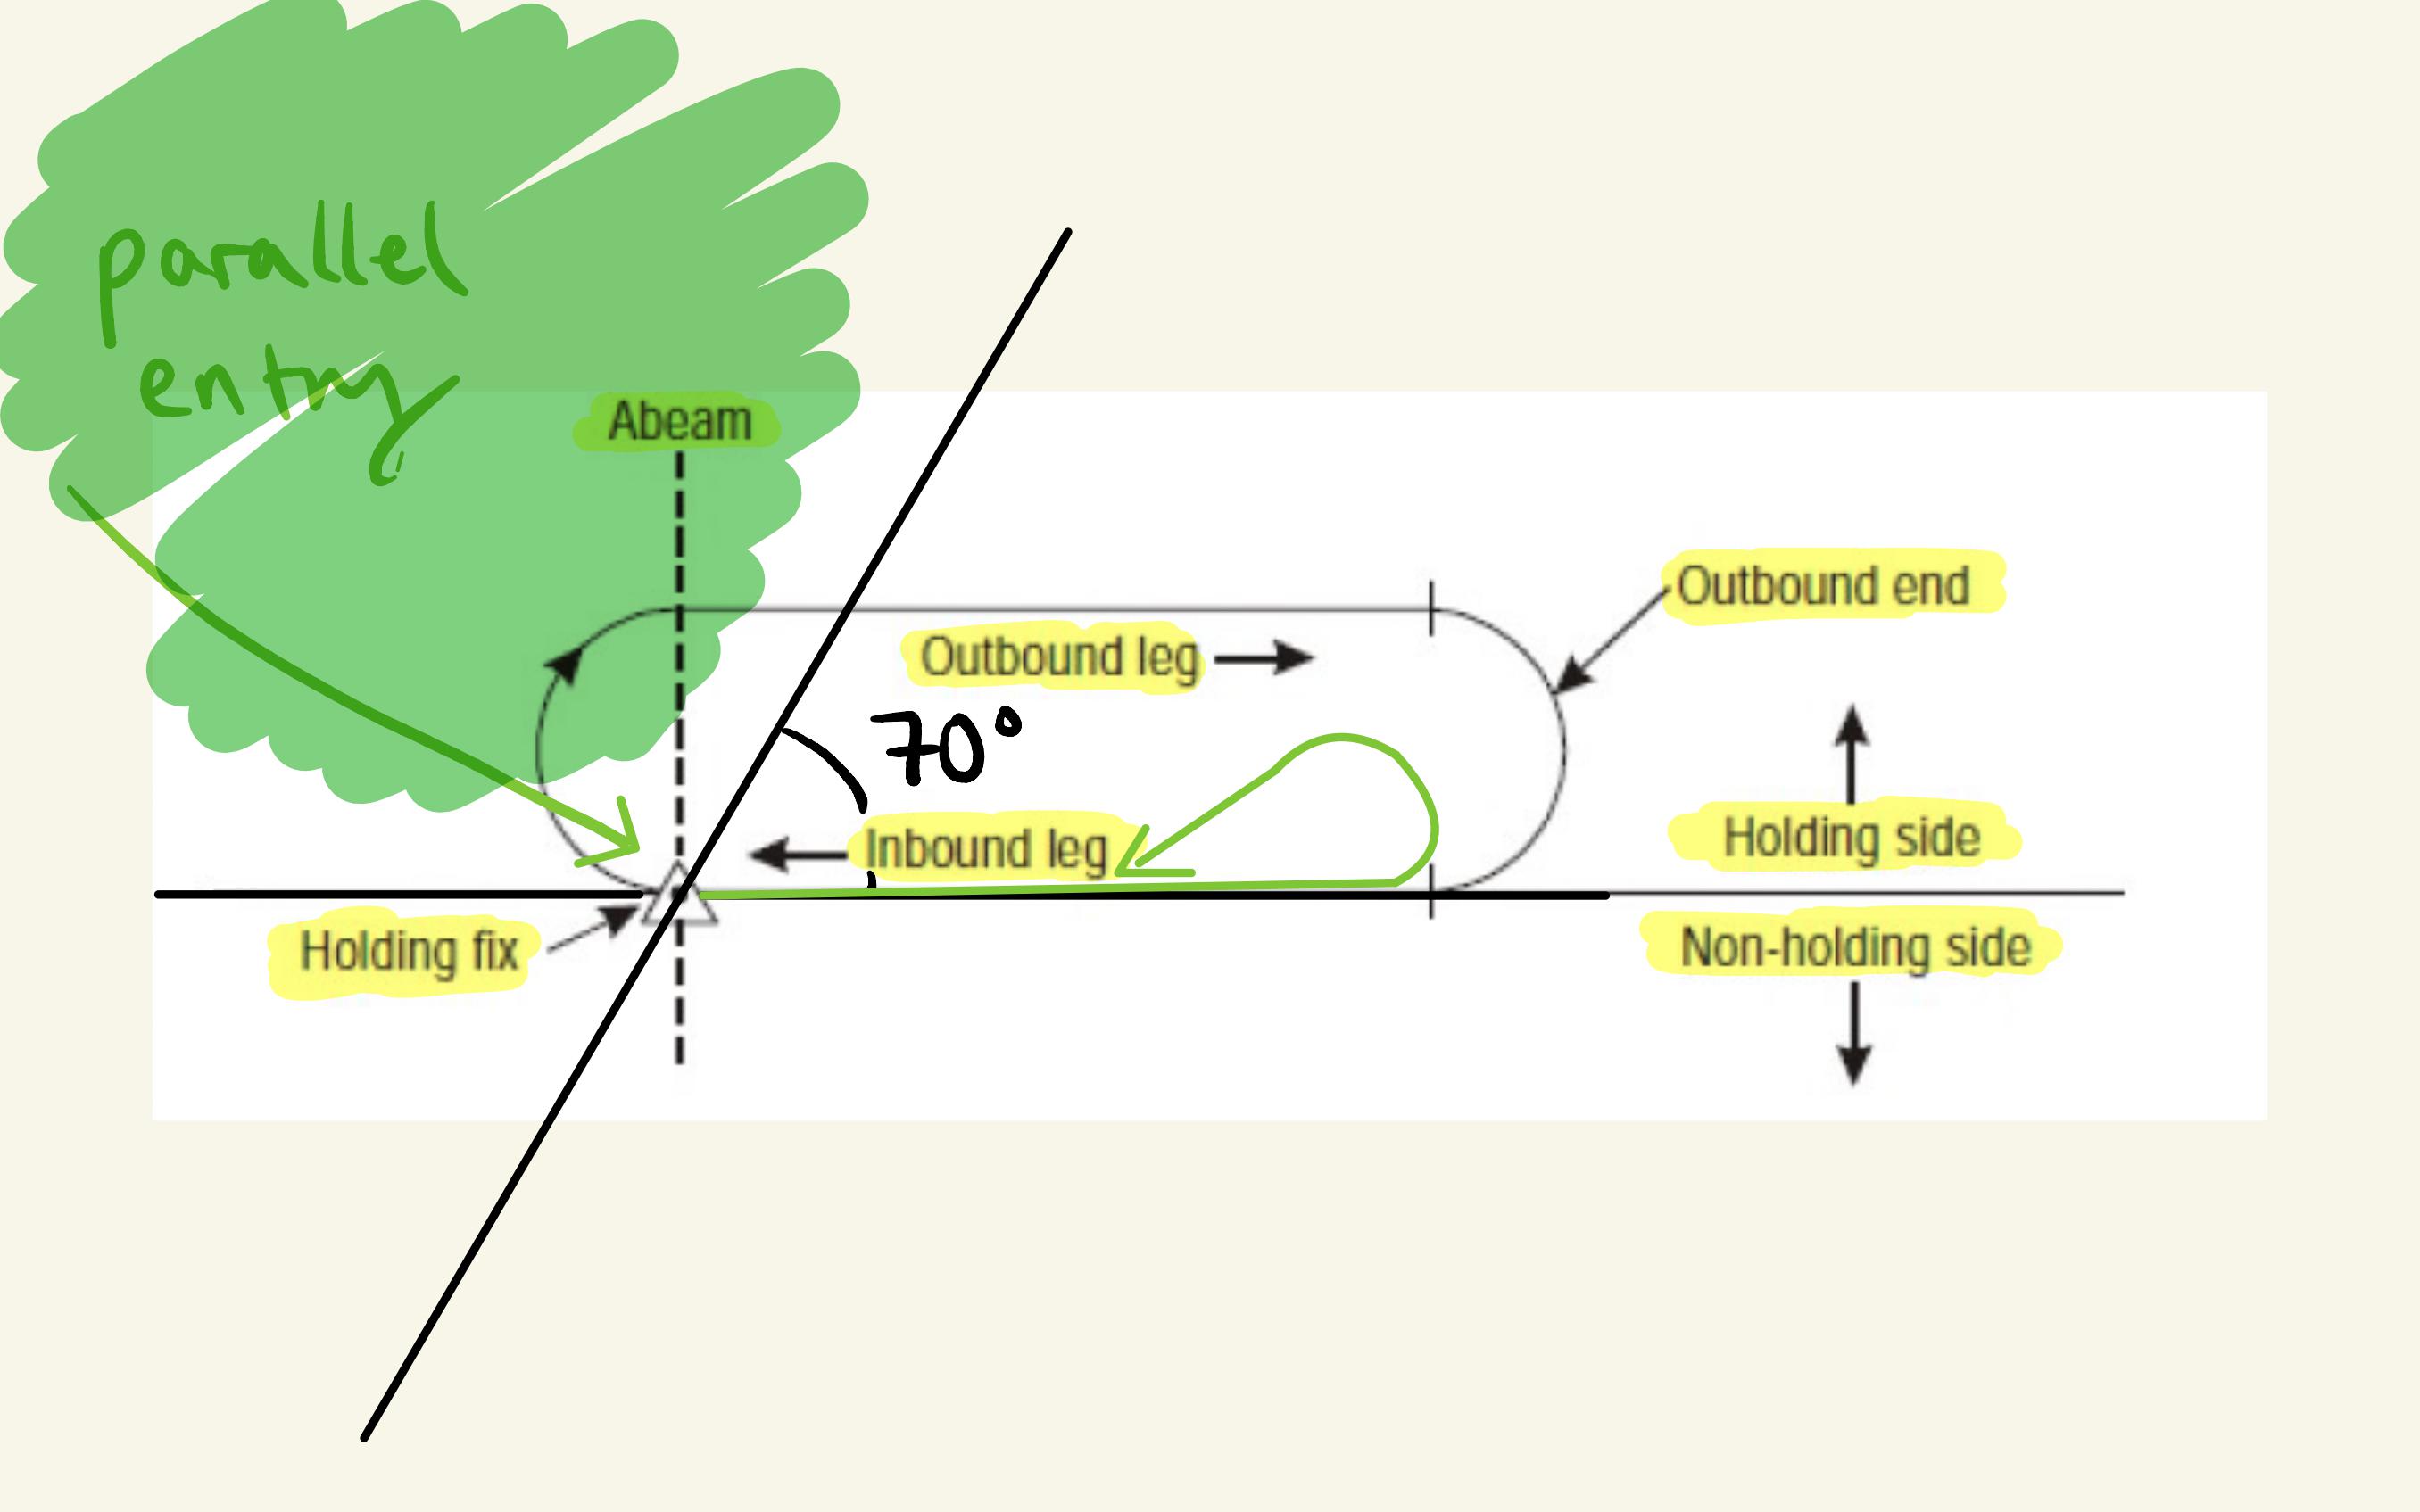 parallel
entry
Abeam
Outbound end
Outbound leg
70°
Inbound leg
Holding side
Holding fix
Non-holding side